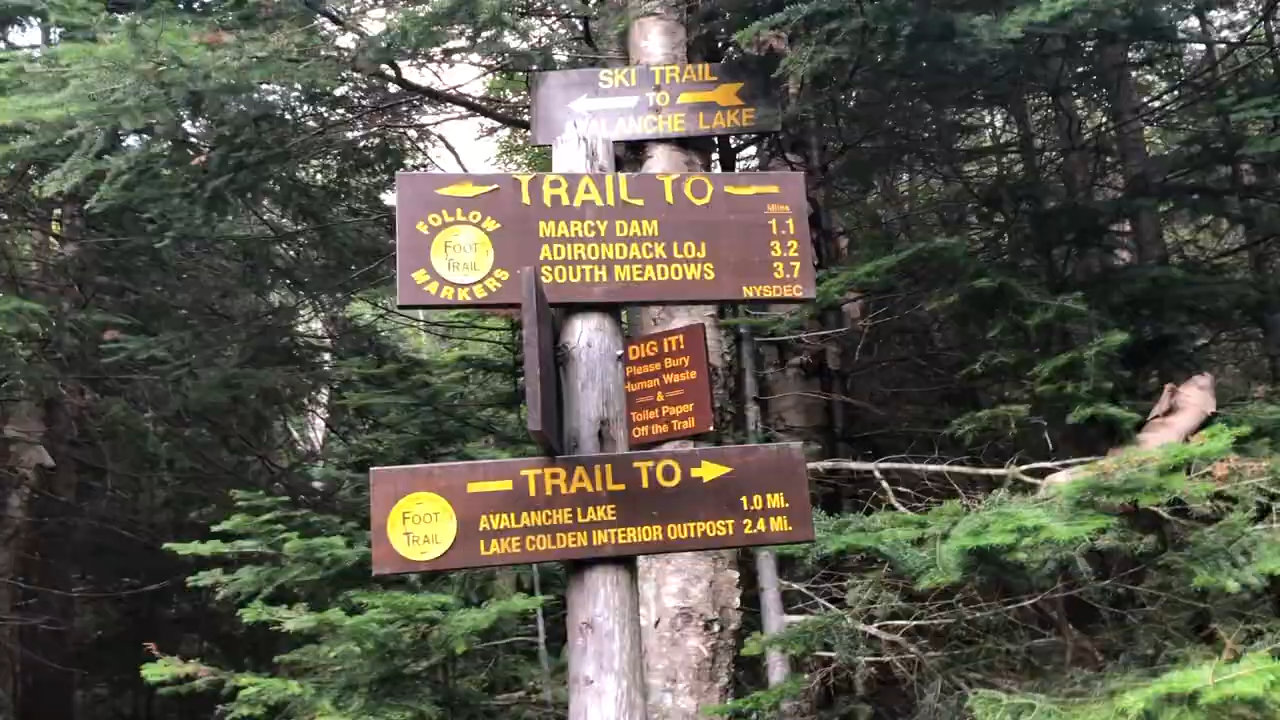 SKI TRAIL
TO
AVALANCHE LAKE
TRAIL TO
Miles
FOLLOW
FOOT
TRAIL
MARKERS
MARCY DAM 1.1
ADIRONDACK LOJ 3.2
SOUTH MEADOWS 3.7
NYSDEC
DIG IT!
Please Bury
Human Waste
&
Toilet Paper
Off the Trail
TRAIL TO
FOOT
TRAIL
AVALANCHE LAKE 1.0 Mi.
LAKE COLDEN INTERIOR OUTPOST 2.4 Mi.